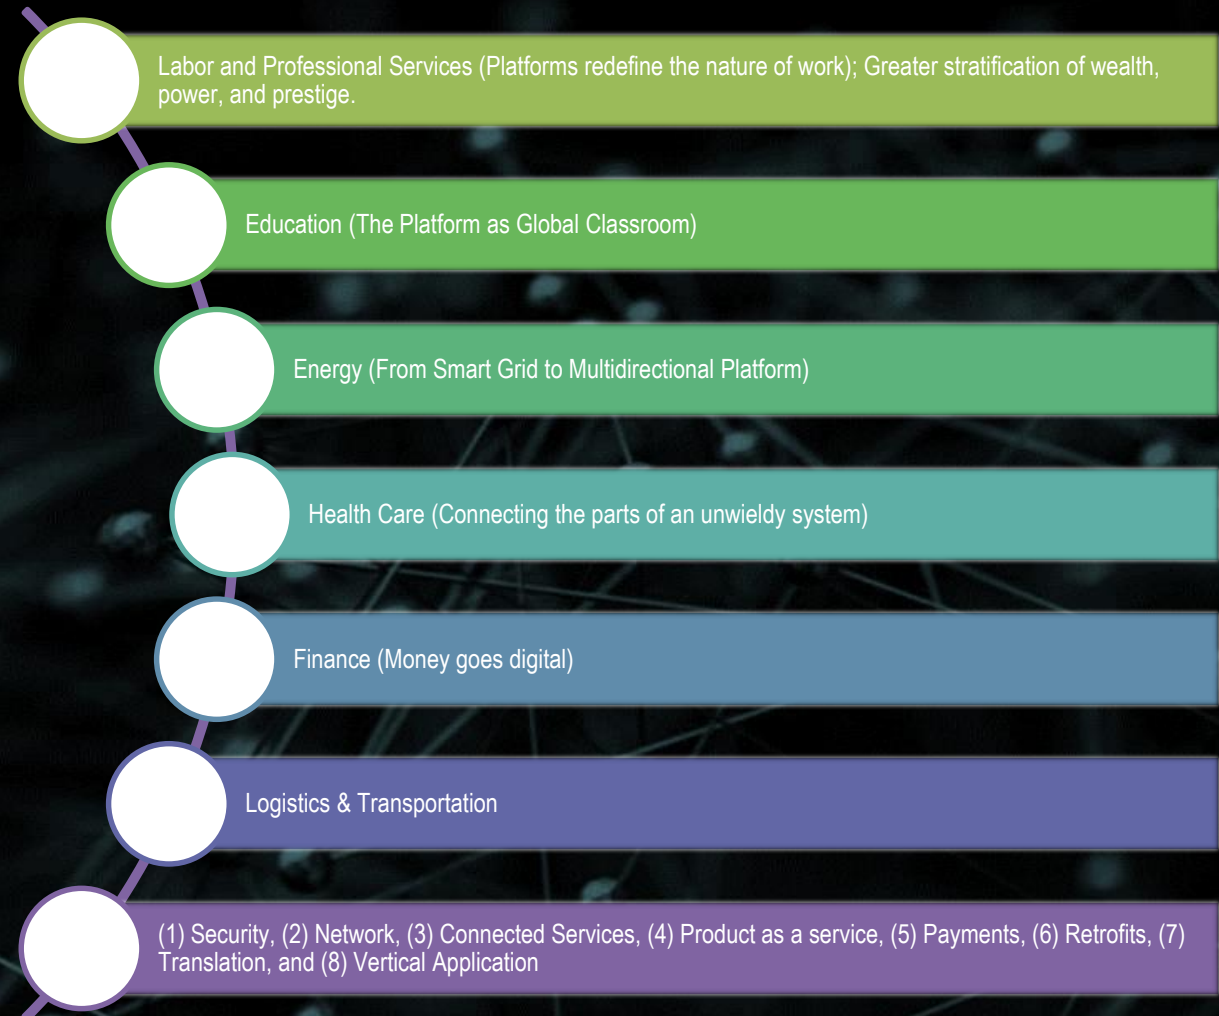 Labor and Professional Services (Platforms redefine the nature of work); Greater stratification of wealth,
power, and prestige.
Education (The Platform as Global Classroom)
Energy (From Smart Grid to Multidirectional Platform)
Health Care (Connecting the parts of an unwieldy system)
Finance (Money goes digital)
Logistics & Transportation
(1) Security, (2) Network, (3) Connected Services, (4) Product as a service, (5) Payments, (6) Retrofits, (7)
Translation, and (8) Vertical Application